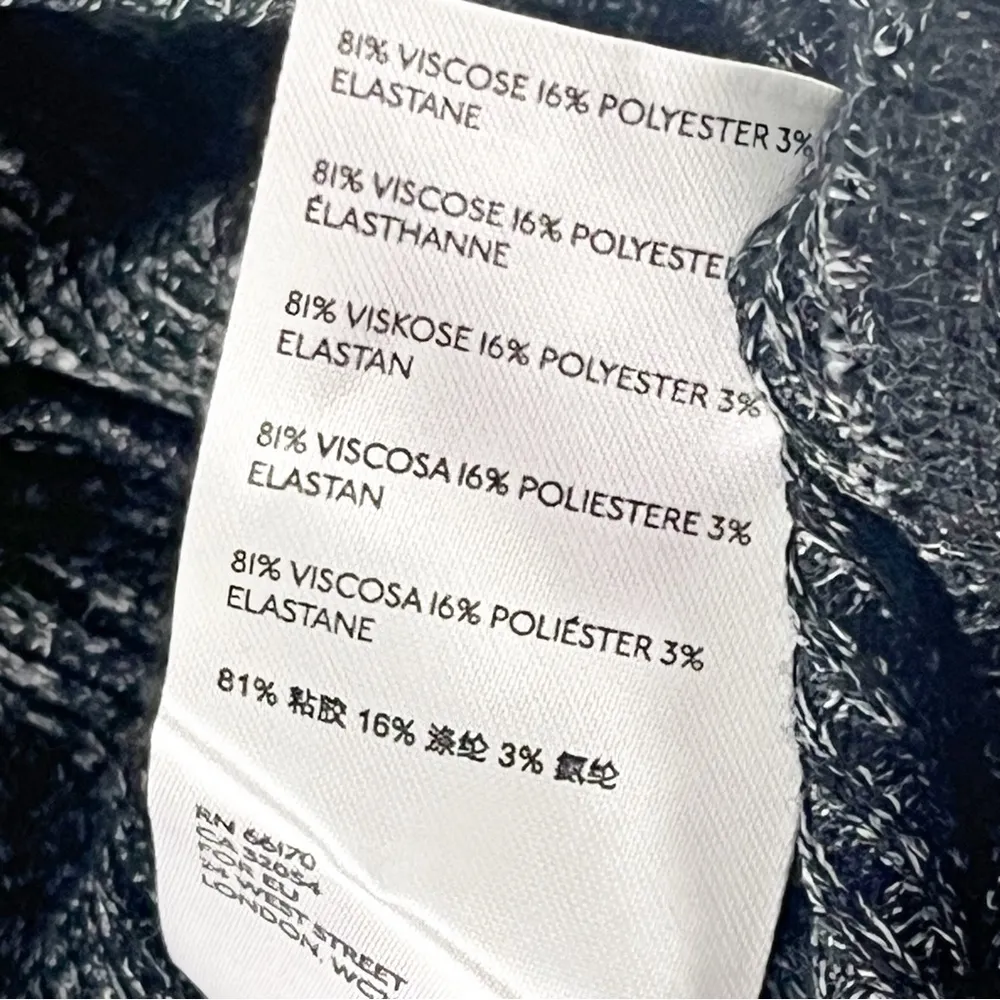 81% VISCOSE 16% POLYESTER 3%
ELASTANE
81% VISCOSE 16% POLYESTE
ÉLASTHANNE
81% VISKOSE 16% POLYESTER 3%
ELASTAN
81% VISCOSA 16% POLIESTERE 3%
ELASTAN
81% VISCOSA 16% POLIÉSTER 3%
ELASTANE
81% 粘胶 16% 涤纶 3% 氨纶
RN 66170
CA 32054
FOR EU
WEST STREET
LONDON, WC